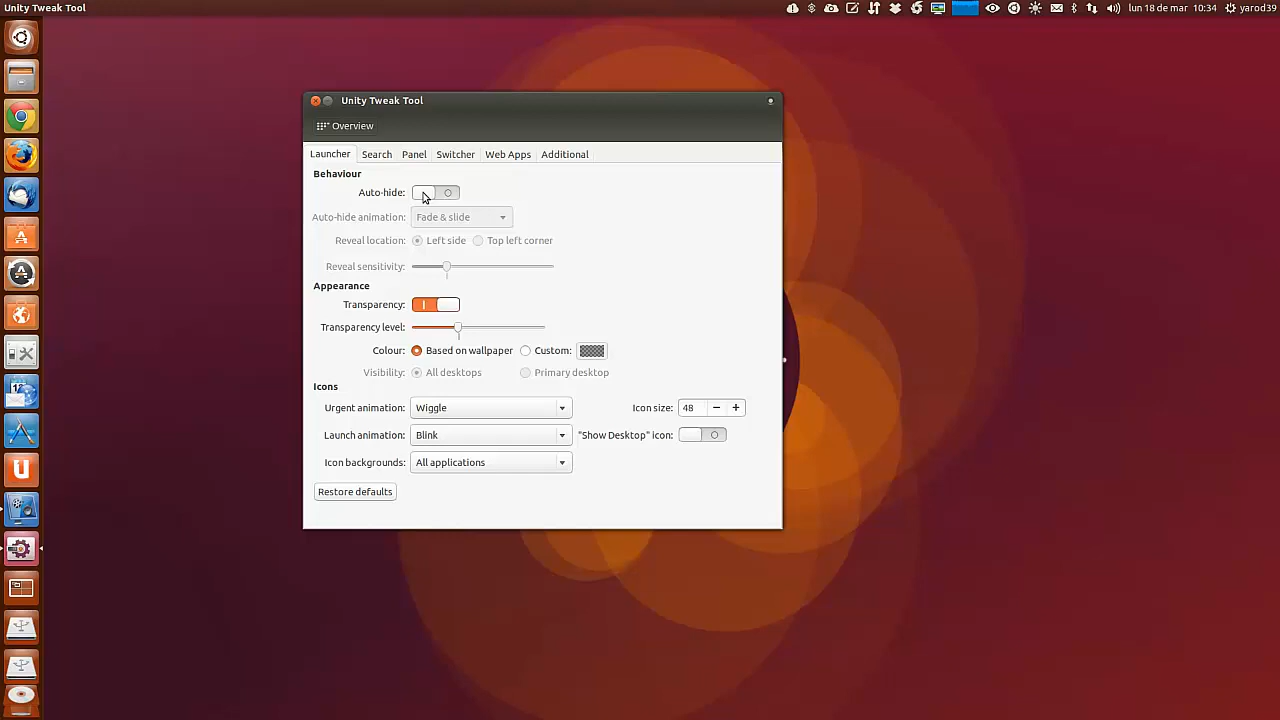 Unity Tweak Tool
lun 18 de mar 10:34 yarod39
Unity Tweak Tool
Overview
Launcher Search Panel Switcher Web Apps Additional
Behaviour
Auto-hide:
Auto-hide animation: Fade & slide
Reveal location: Left side Top left corner
Reveal sensitivity:
Appearance
Transparency:
Transparency level:
Colour: Based on wallpaper Custom:
Visibility: All desktops Primary desktop
Icons
Urgent animation: Wiggle Icon size: 48 − +
Launch animation: Blink "Show Desktop" icon:
Icon backgrounds: All applications
Restore defaults